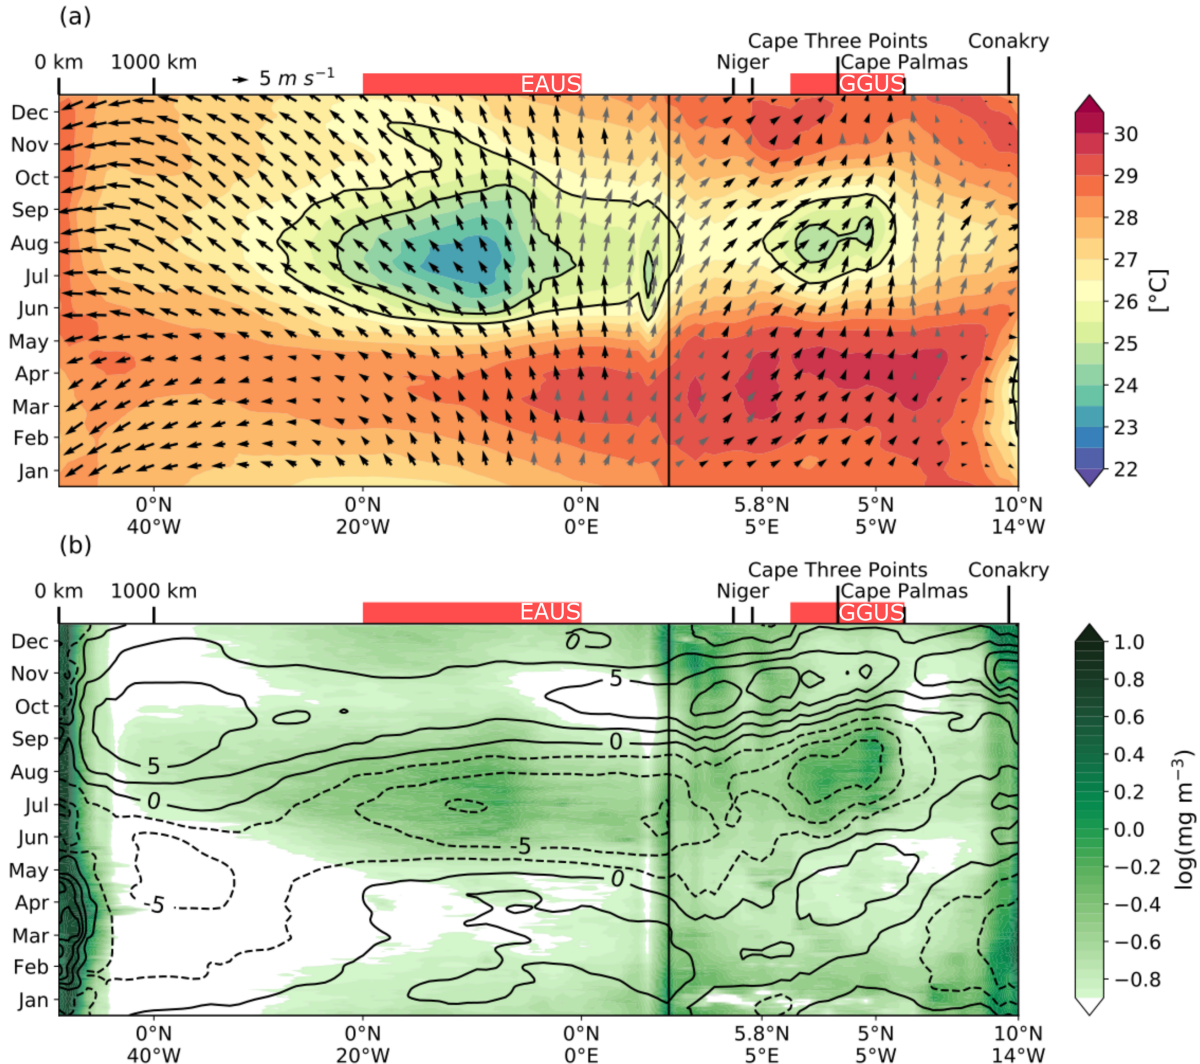 (a)
Cape Three Points Conakry
0 km 1000 km Niger Cape Palmas
5 m s⁻¹ EAUS GGUS
Dec
Nov
Oct
Sep
Aug
Jul
Jun
May
Apr
Mar
Feb
Jan
30
29
28
27
26
25
24
23
22
[°C]
0°N 0°N 0°N 5.8°N 5°N 10°N
40°W 20°W 0°E 5°E 5°W 14°W
(b)
Cape Three Points Conakry
0 km 1000 km Niger Cape Palmas
EAUS GGUS
Dec
Nov
Oct
Sep
Aug
Jul
Jun
May
Apr
Mar
Feb
Jan
0
5
0
5
0
-5
0
-5
1.0
0.8
0.6
0.4
0.2
0.0
−0.2
−0.4
−0.6
−0.8
log(mg m⁻³)
0°N 0°N 0°N 5.8°N 5°N 10°N
40°W 20°W 0°E 5°E 5°W 14°W